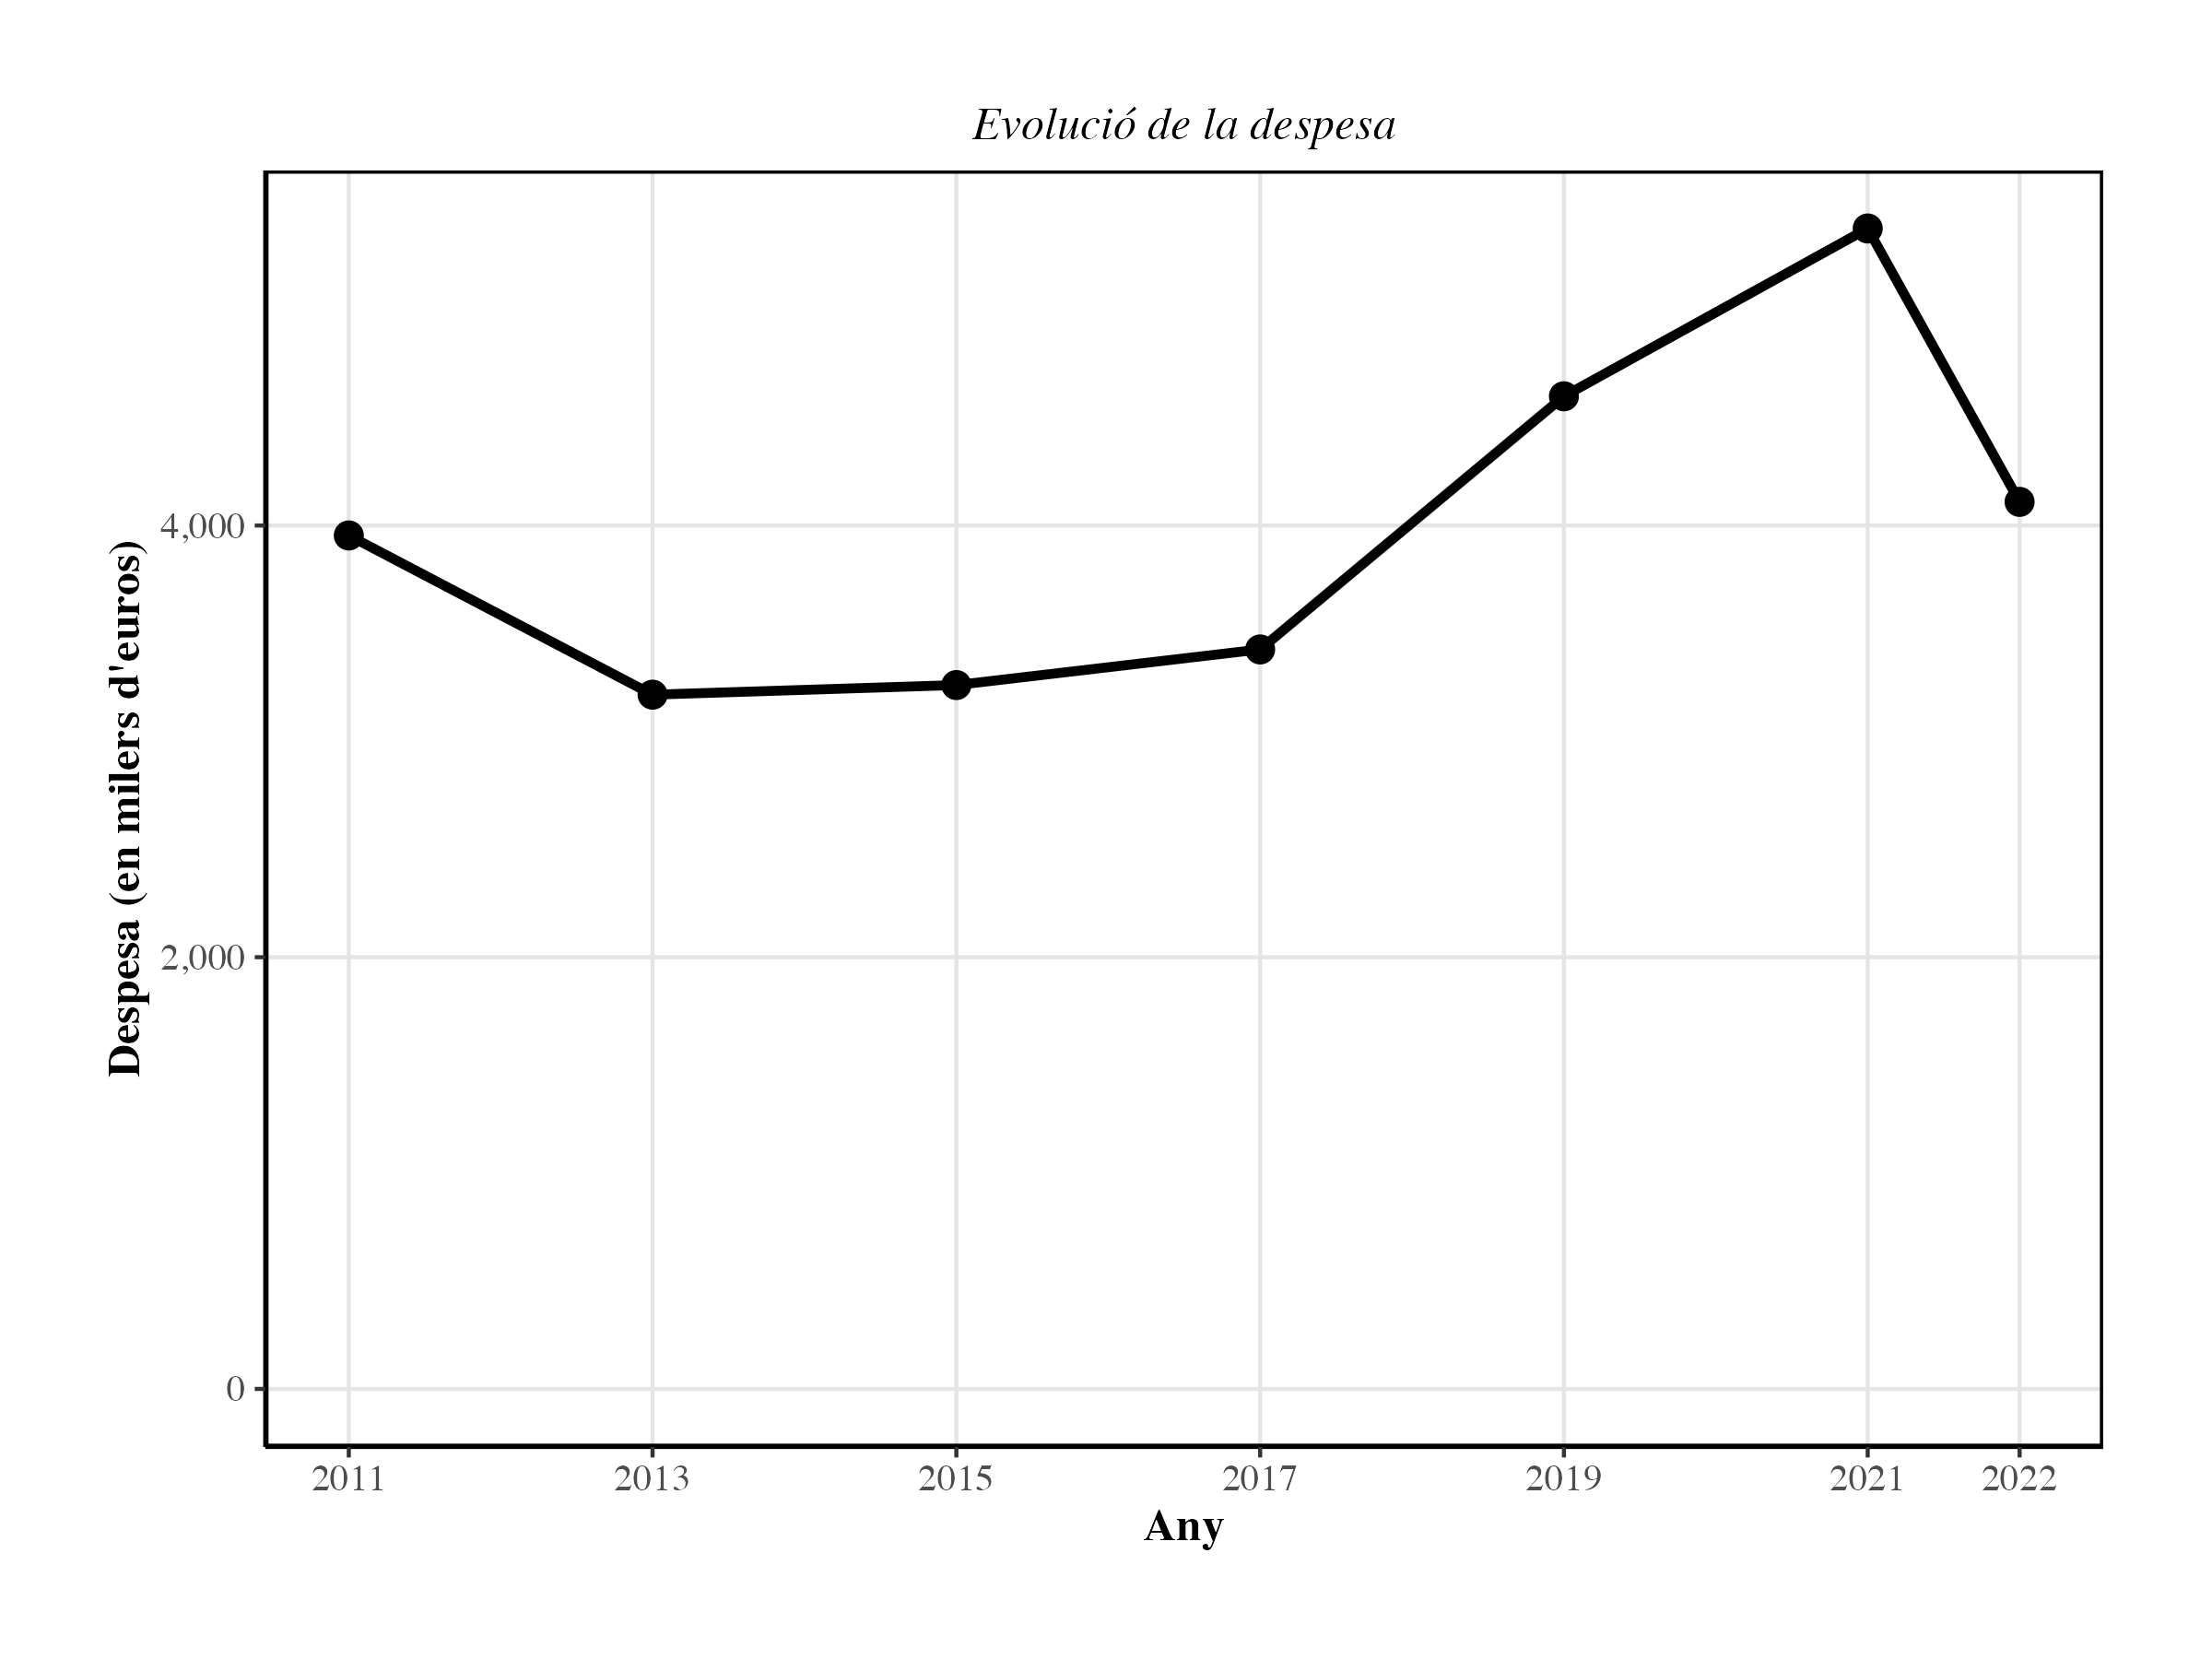 Evolució de la despesa
Despesa (en milers d'euros)
4,000
2,000
0
2011 2013 2015 2017 2019 2021 2022
Any